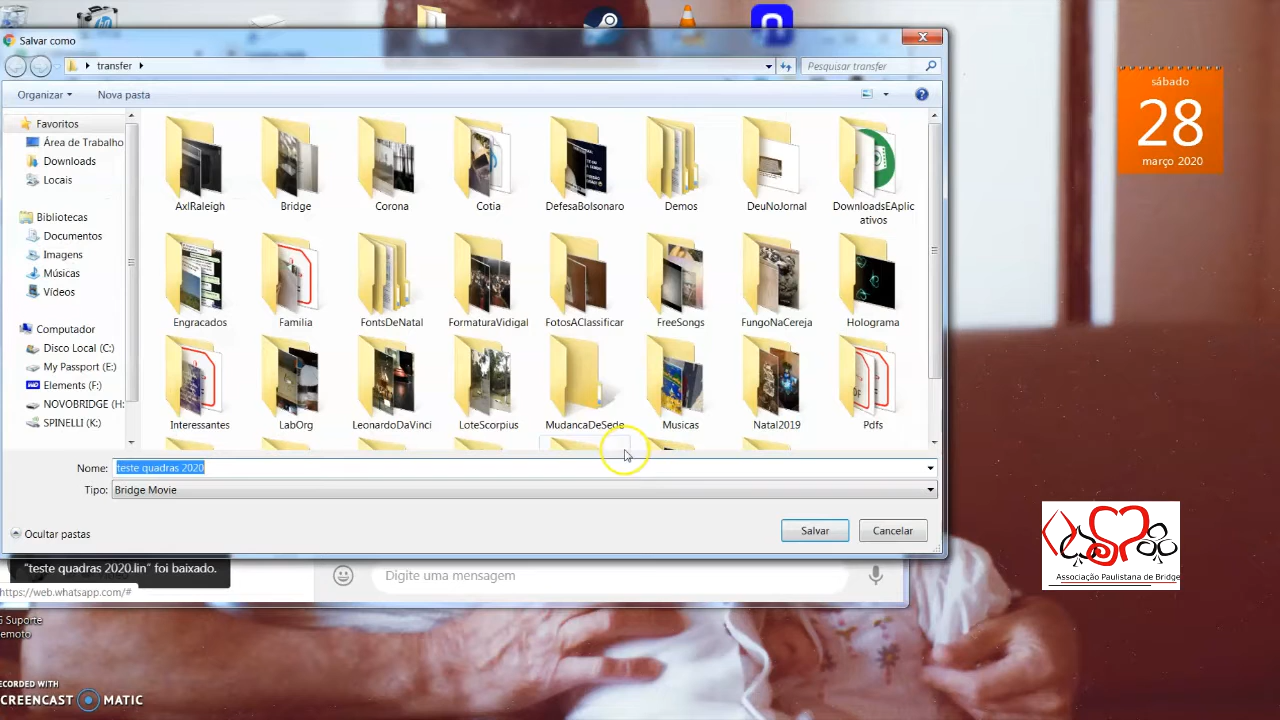 Salvar como
transfer
Pesquisar transfer
Organizar
Nova pasta
Favoritos
Área de Trabalho
Downloads
Locais
Bibliotecas
Documentos
Imagens
Músicas
Vídeos
Computador
Disco Local (C:)
My Passport (E:)
Elements (F:)
NOVOBRIDGE (H:
SPINELLI (K:)
AxlRaleigh
Bridge
Corona
Cotia
DefesaBolsonaro
Demos
DeuNoJornal
DownloadsEAplic
ativos
Engracados
Familia
FontsDeNatal
FormaturaVidigal
FotosAClassificar
FreeSongs
FungoNaCereja
Holograma
Interessantes
LabOrg
LeonardoDaVinci
LoteScorpius
MudancaDeSede
Musicas
Natal2019
Pdfs
Nome: teste quadras 2020
Tipo: Bridge Movie
Ocultar pastas
Salvar
Cancelar
"teste quadras 2020.lin" foi baixado.
Digite uma mensagem
https://web.whatsapp.com/#
G Suporte
emoto
sábado
28
março 2020
Associação Paulistana de Bridge
RECORDED WITH
SCREENCAST MATIC